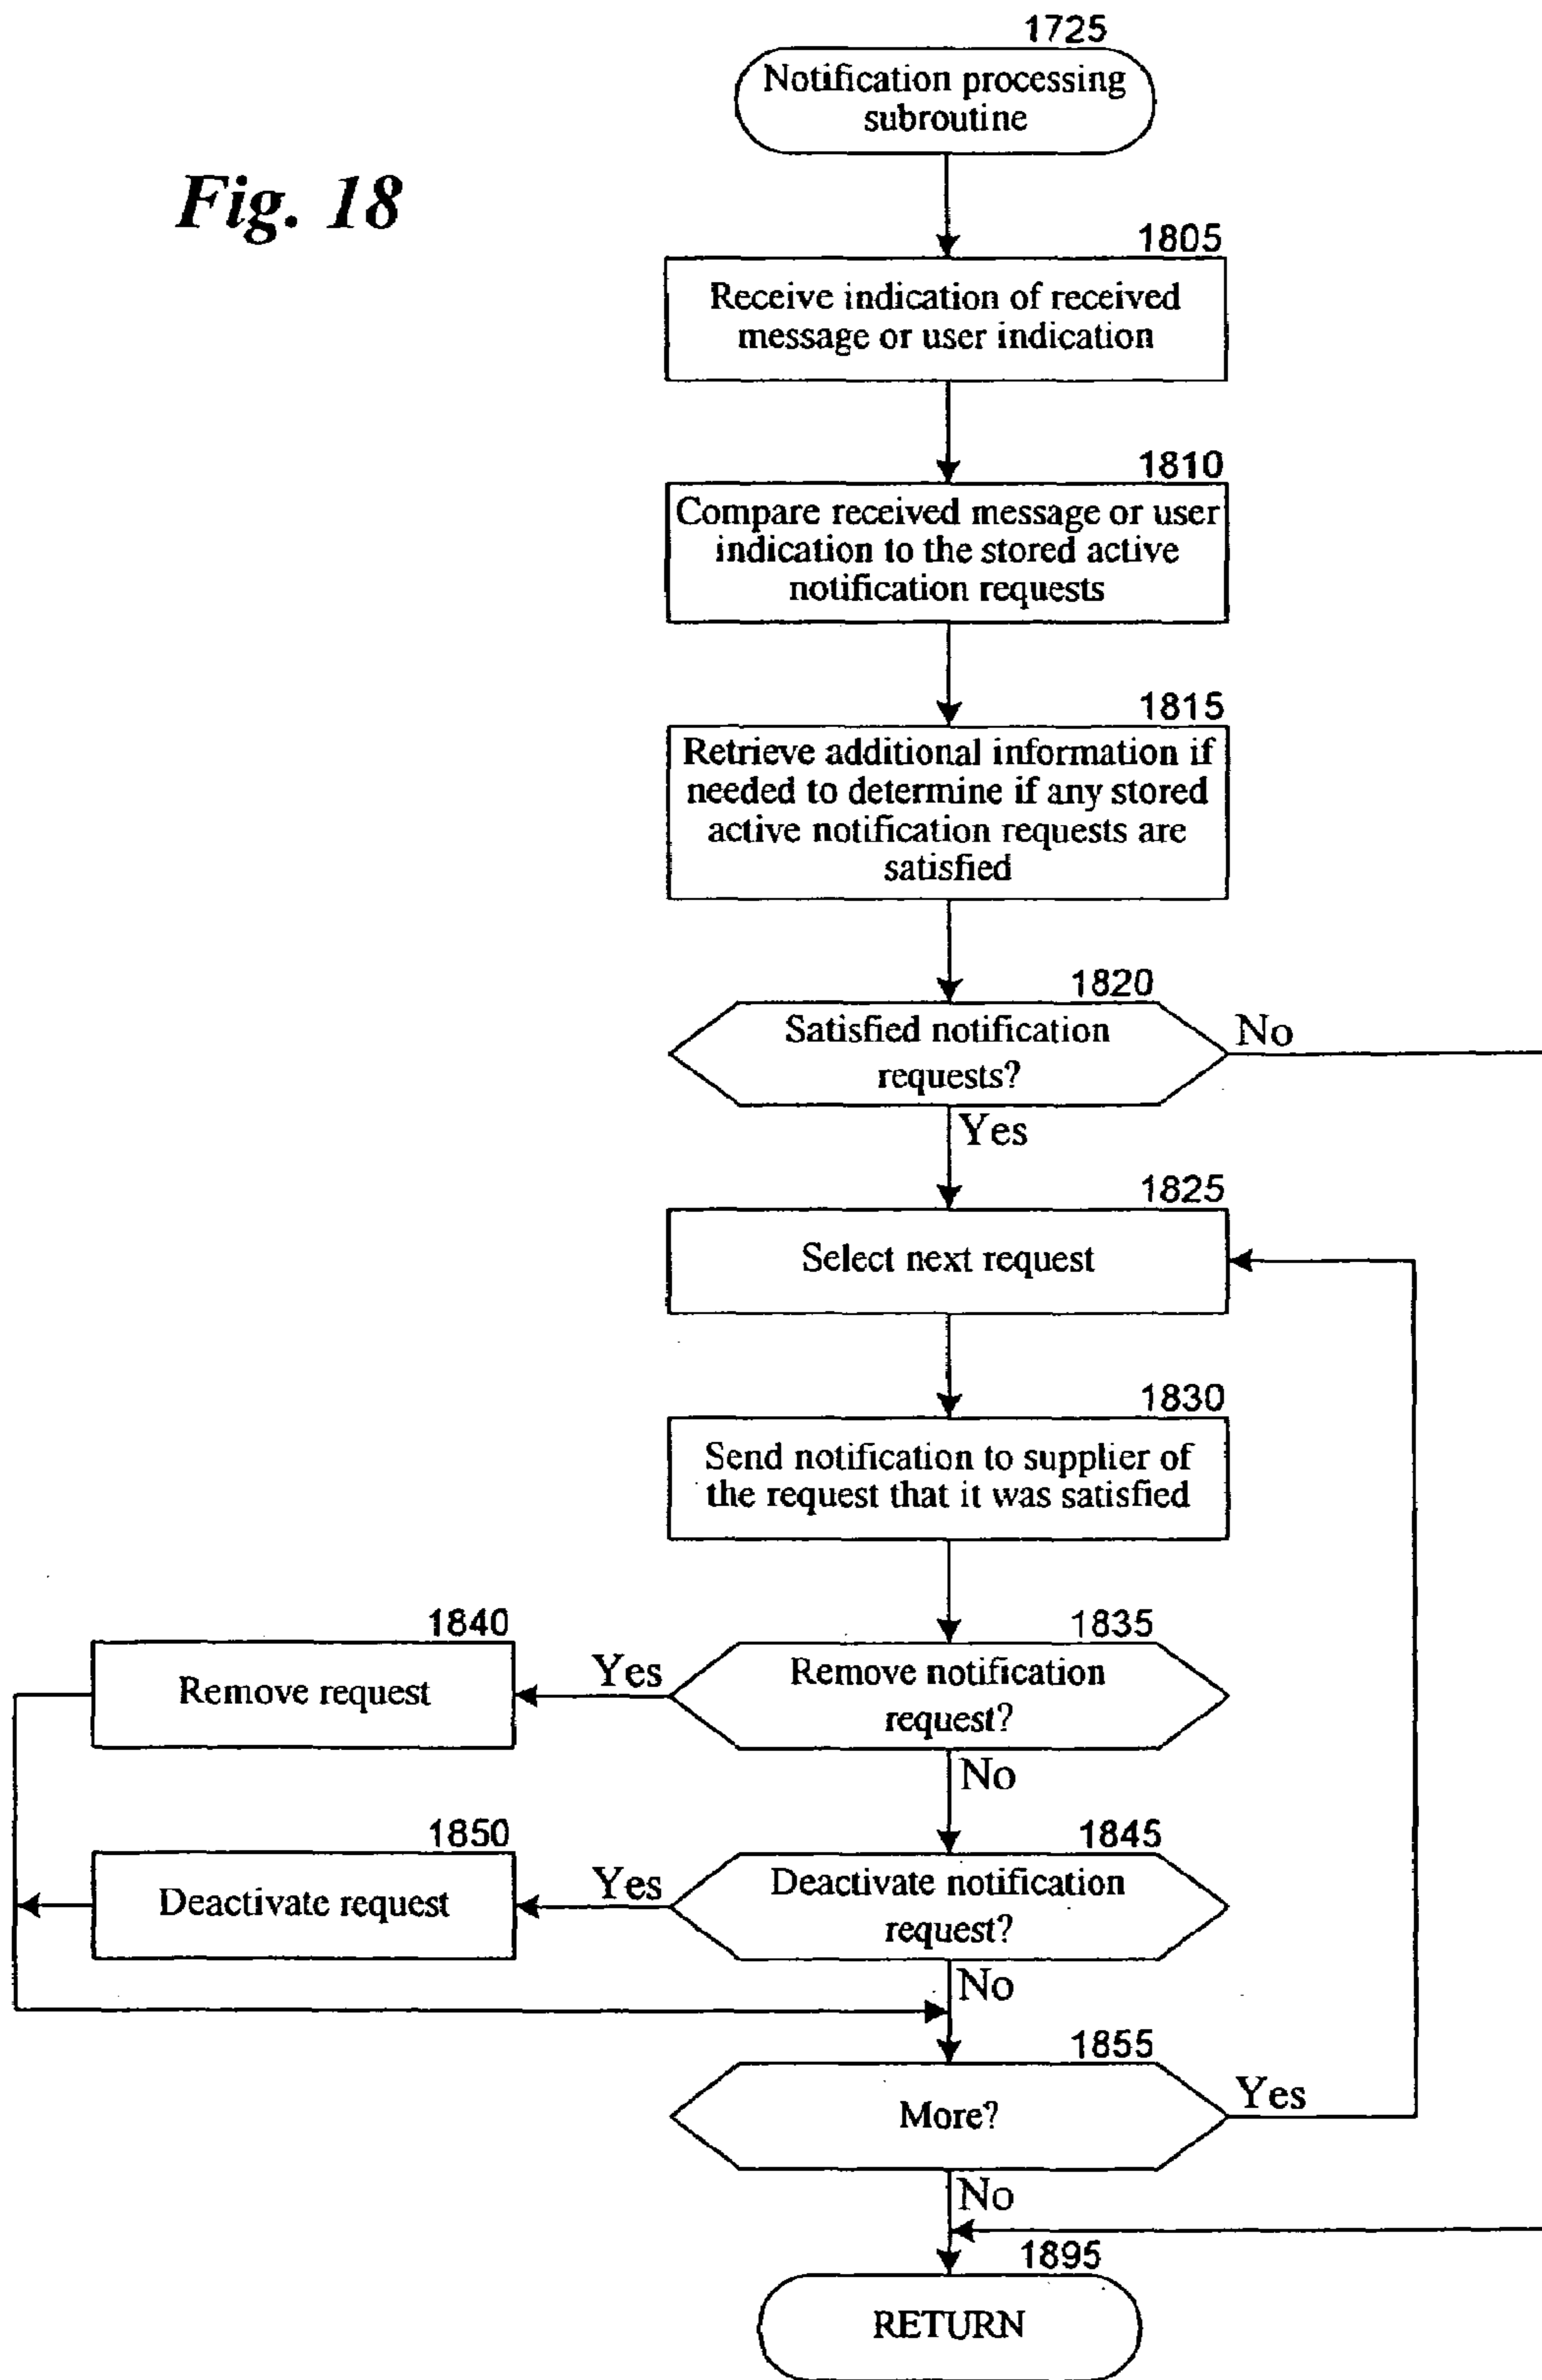 1725
Notification processing
subroutine
Fig. 18
1805
Receive indication of received
message or user indication
1810
Compare received message or user
indication to the stored active
notification requests
1815
Retrieve additional information if
needed to determine if any stored
active notification requests are
satisfied
1820
Satisfied notification
requests?
No
Yes
1825
Select next request
1830
Send notification to supplier of
the request that it was satisfied
1840
Remove request
Yes
1835
Remove notification
request?
No
1850
Deactivate request
Yes
1845
Deactivate notification
request?
No
1855
More?
Yes
No
1895
RETURN